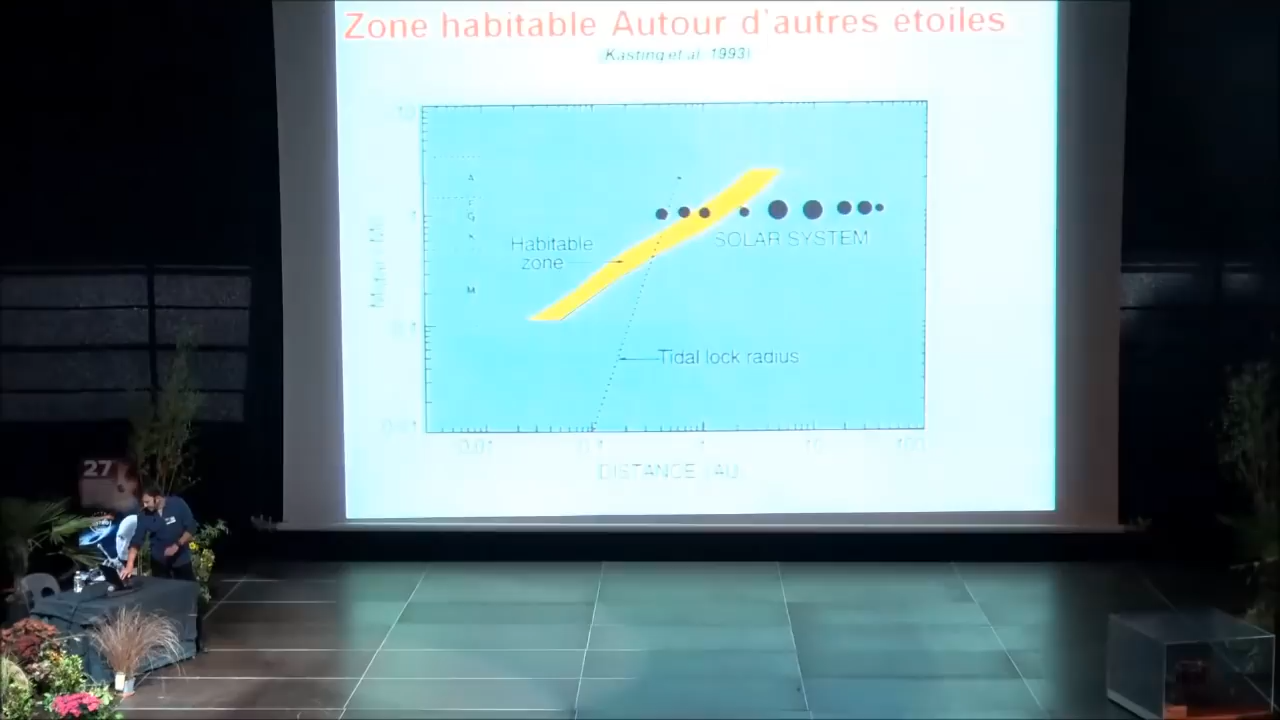 Zone habitable Autour d'autres étoiles
(Kasting et al. 1993)
A
F
G
K
M
Habitable
zone
SOLAR SYSTEM
Tidal lock radius
0.01 0.1 1 10 100
DISTANCE (AU)
27